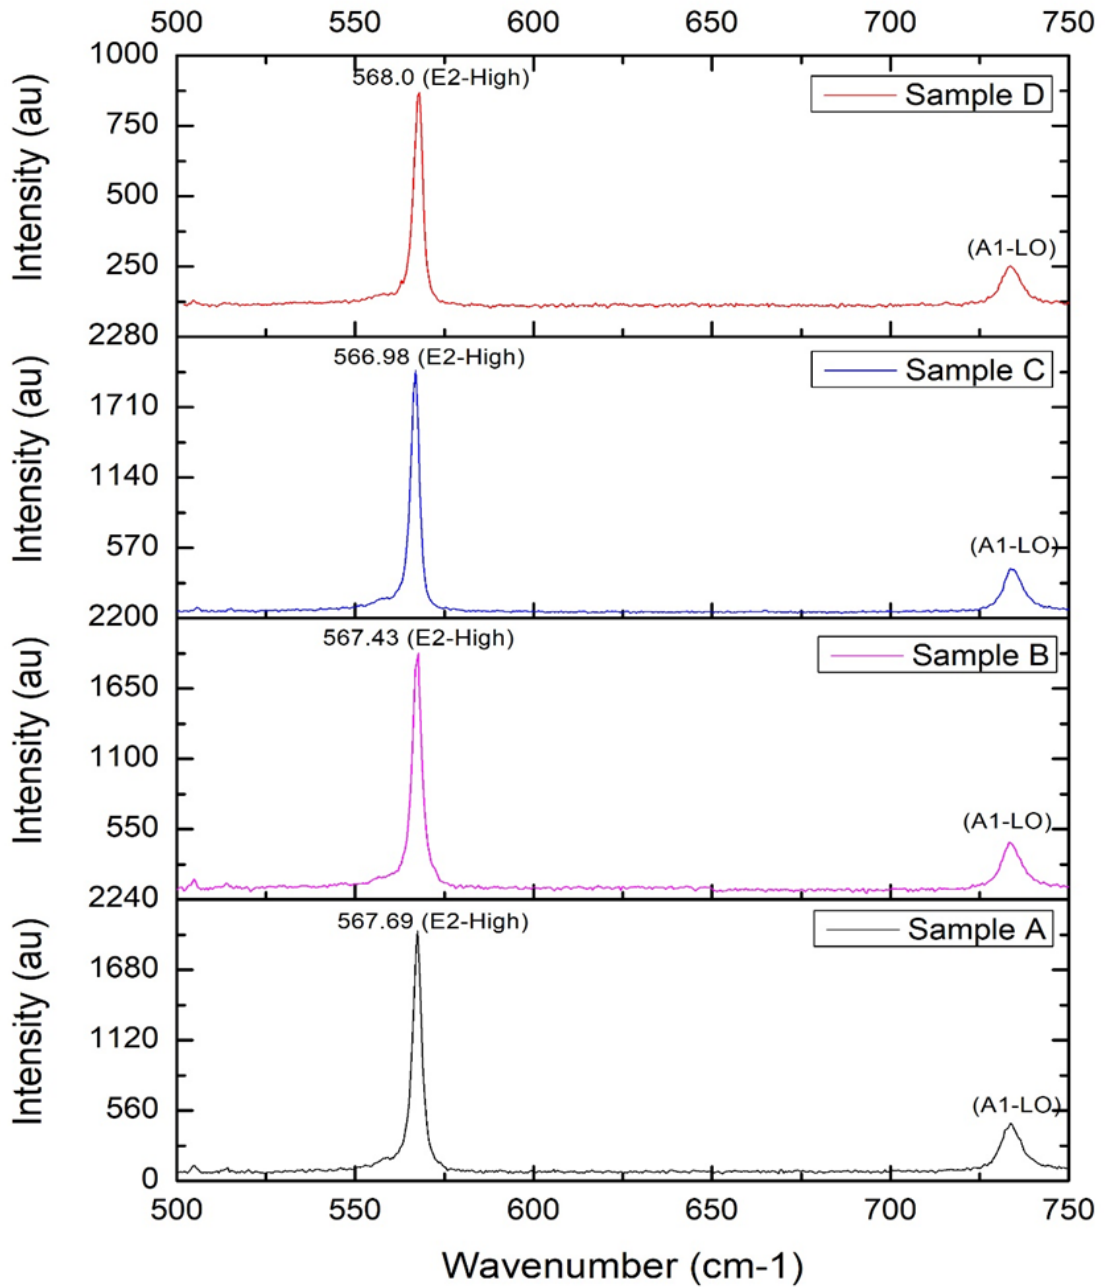 500 550 600 650 700 750
1000
568.0 (E2-High)
Sample D
750
500
250
(A1-LO)
Intensity (au)
2280
566.98 (E2-High)
Sample C
1710
1140
570
(A1-LO)
Intensity (au)
2200
567.43 (E2-High)
Sample B
1650
1100
550
(A1-LO)
Intensity (au)
2240
567.69 (E2-High)
Sample A
1680
1120
560
(A1-LO)
Intensity (au)
0
500 550 600 650 700 750
Wavenumber (cm-1)